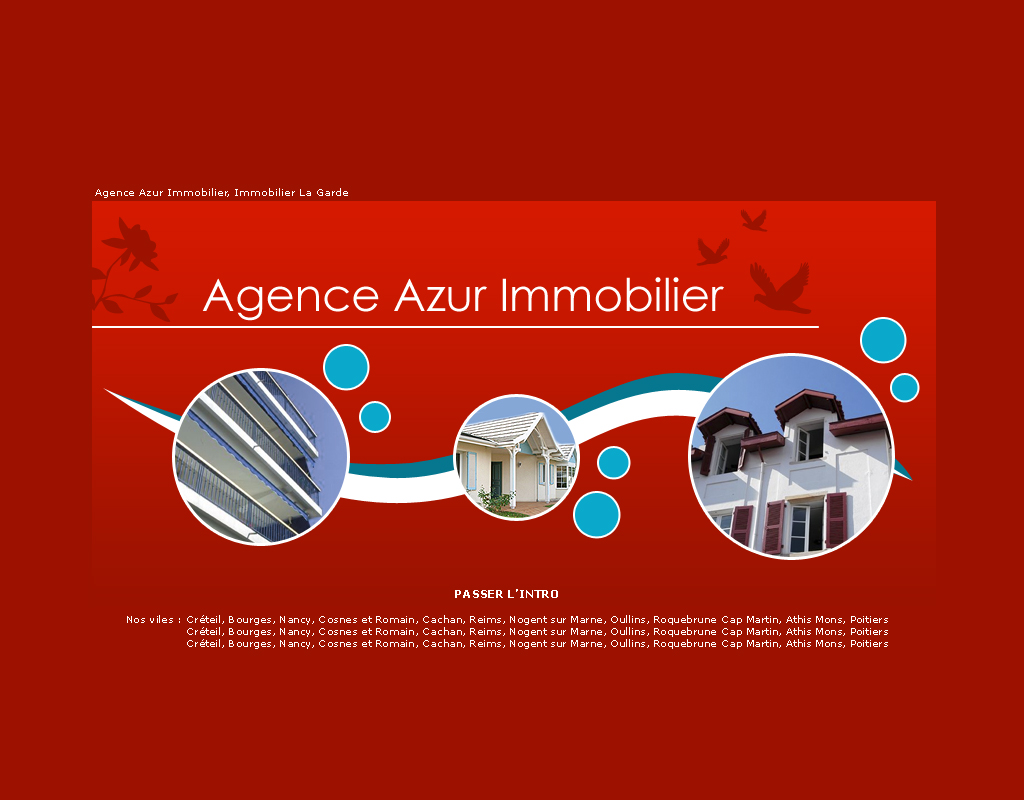 Agence Azur Immobilier, Immobilier La Garde
Agence Azur Immobilier
PASSER L'INTRO
Nos viles : Créteil, Bourges, Nancy, Cosnes et Romain, Cachan, Reims, Nogent sur Marne, Oullins, Roquebrune Cap Martin, Athis Mons, Poitiers
Créteil, Bourges, Nancy, Cosnes et Romain, Cachan, Reims, Nogent sur Marne, Oullins, Roquebrune Cap Martin, Athis Mons, Poitiers
Créteil, Bourges, Nancy, Cosnes et Romain, Cachan, Reims, Nogent sur Marne, Oullins, Roquebrune Cap Martin, Athis Mons, Poitiers